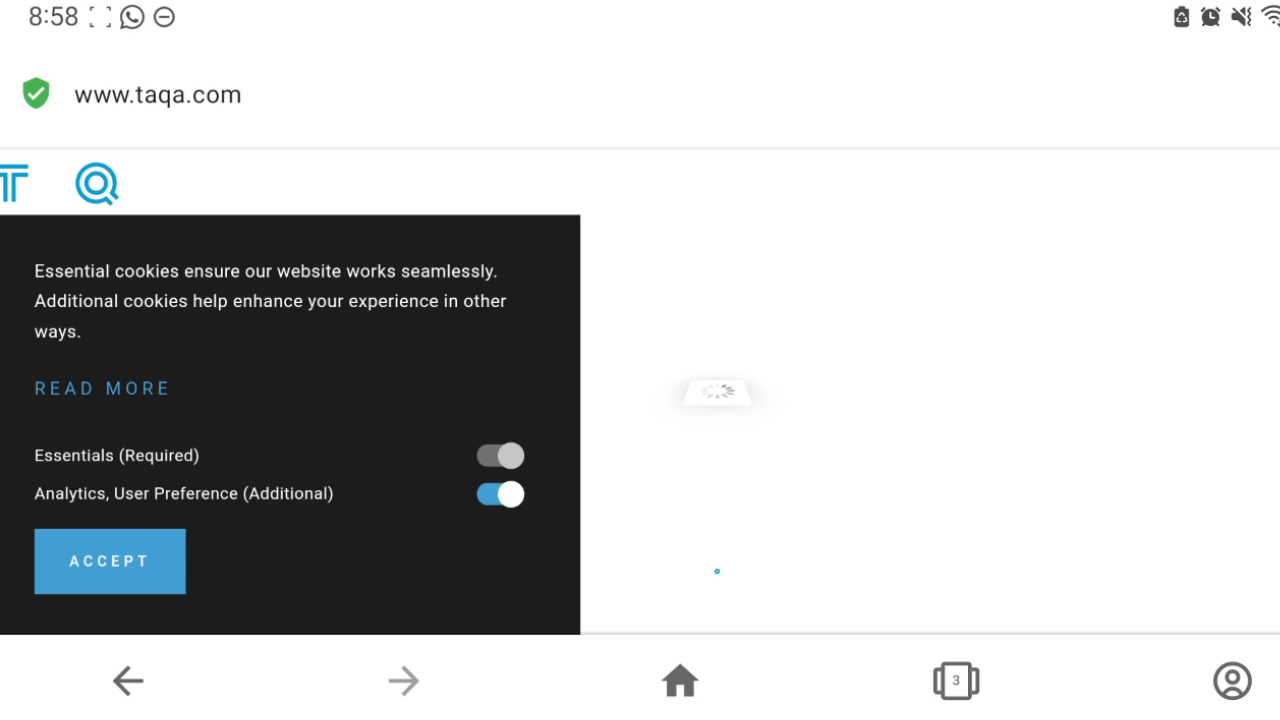 8:58
www.taqa.com
T Q
Essential cookies ensure our website works seamlessly.
Additional cookies help enhance your experience in other
ways.
READ MORE
Essentials (Required)
Analytics, User Preference (Additional)
ACCEPT
3